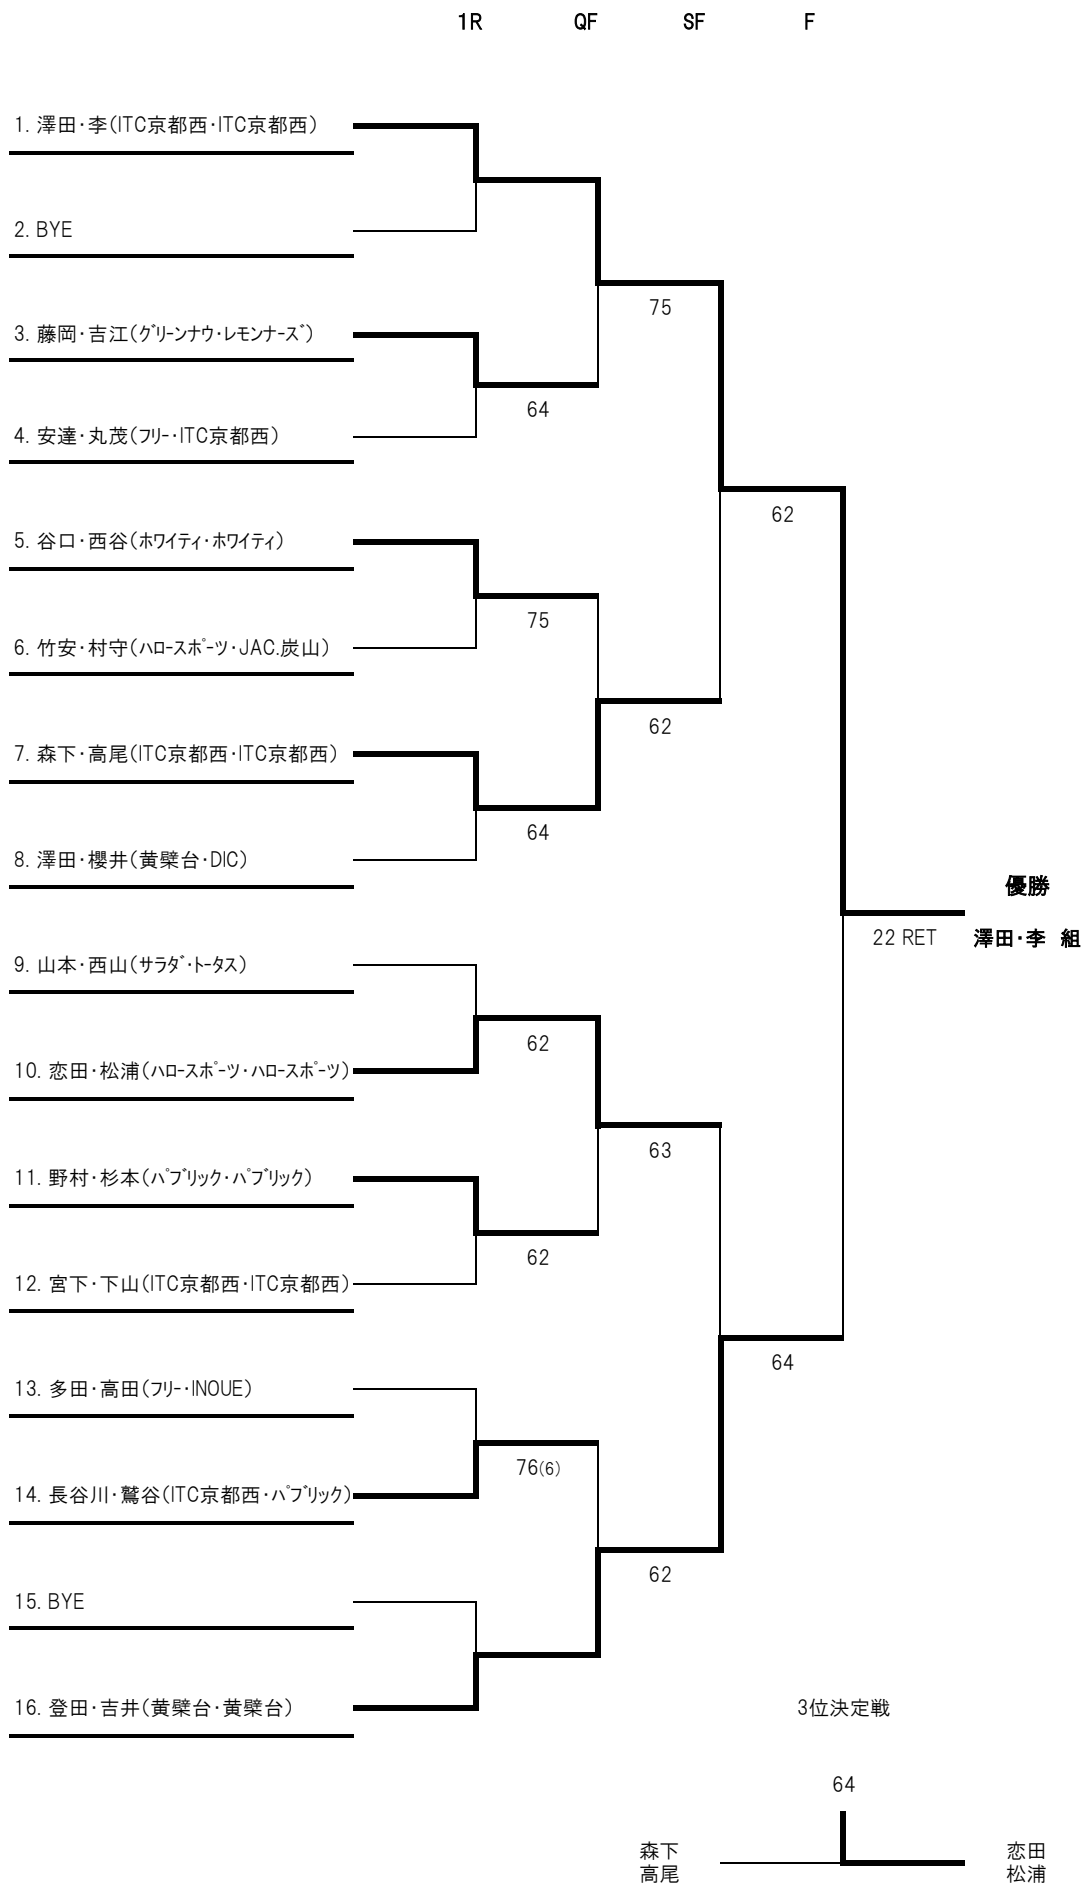 1R QF SF F
1. 澤田・李(ITC京都西・ITC京都西)
2. BYE
75
3. 藤岡・吉江(グリーンナウ・レモンナーズ)
64
4. 安達・丸茂(フリー・ITC京都西)
62
5. 谷口・西谷(ホワイティ・ホワイティ)
75
6. 竹安・村守(ハロースポーツ・JAC.炭山)
62
7. 森下・高尾(ITC京都西・ITC京都西)
64
8. 澤田・櫻井(黄檗台・DIC)
優勝
22 RET 澤田・李 組
9. 山本・西山(サラダ・トータス)
62
10. 恋田・松浦(ハロースポーツ・ハロースポーツ)
63
11. 野村・杉本(パブリック・パブリック)
62
12. 宮下・下山(ITC京都西・ITC京都西)
64
13. 多田・高田(フリー・INOUE)
76(6)
14. 長谷川・鷲谷(ITC京都西・パブリック)
62
15. BYE
16. 登田・吉井(黄檗台・黄檗台)
3位決定戦
64
森下 恋田
高尾 松浦